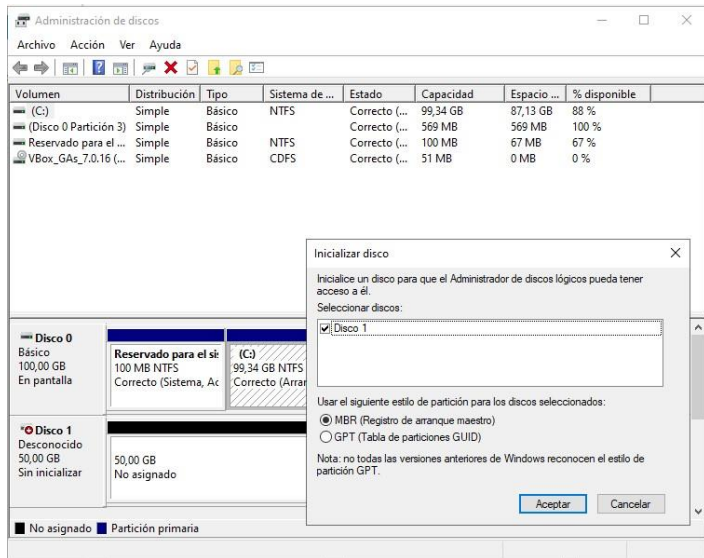 Administración de discos
Archivo Acción Ver Ayuda
Volumen Distribución Tipo Sistema de ... Estado Capacidad Espacio ... % disponible
(C:) Simple Básico NTFS Correcto (... 99,34 GB 87,13 GB 88 %
(Disco 0 Partición 3) Simple Básico Correcto (... 569 MB 569 MB 100 %
Reservado para el ... Simple Básico NTFS Correcto (... 100 MB 67 MB 67 %
VBox_GAs_7.0.16 (... Simple Básico CDFS Correcto (... 51 MB 0 MB 0 %
Inicializar disco
Inicialice un disco para que el Administrador de discos lógicos pueda tener
acceso a él.
Seleccionar discos:
Disco 1
Usar el siguiente estilo de partición para los discos seleccionados:
MBR (Registro de arranque maestro)
GPT (Tabla de particiones GUID)
Nota: no todas las versiones anteriores de Windows reconocen el estilo de
partición GPT.
Aceptar Cancelar
Disco 0
Básico
100,00 GB
En pantalla
Reservado para el si
100 MB NTFS
Correcto (Sistema, Ac
(C:)
99,34 GB NTFS
Correcto (Arrar
Disco 1
Desconocido
50,00 GB
Sin inicializar
50,00 GB
No asignado
No asignado Partición primaria